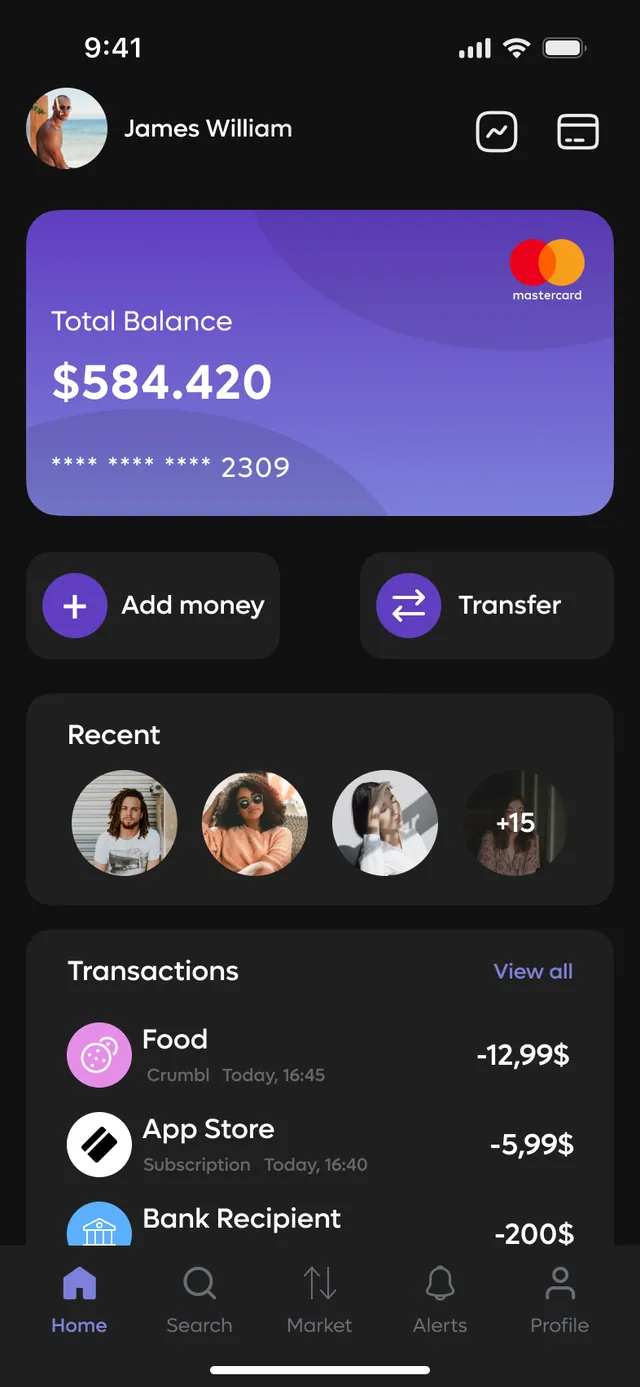 9:41
James William
mastercard
Total Balance
$584.420
**** **** **** 2309
Add money
Transfer
Recent
+15
Transactions
View all
Food
-12,99$
Crumbl Today, 16:45
App Store
-5,99$
Subscription Today, 16:40
Bank Recipient
-200$
Home
Search
Market
Alerts
Profile